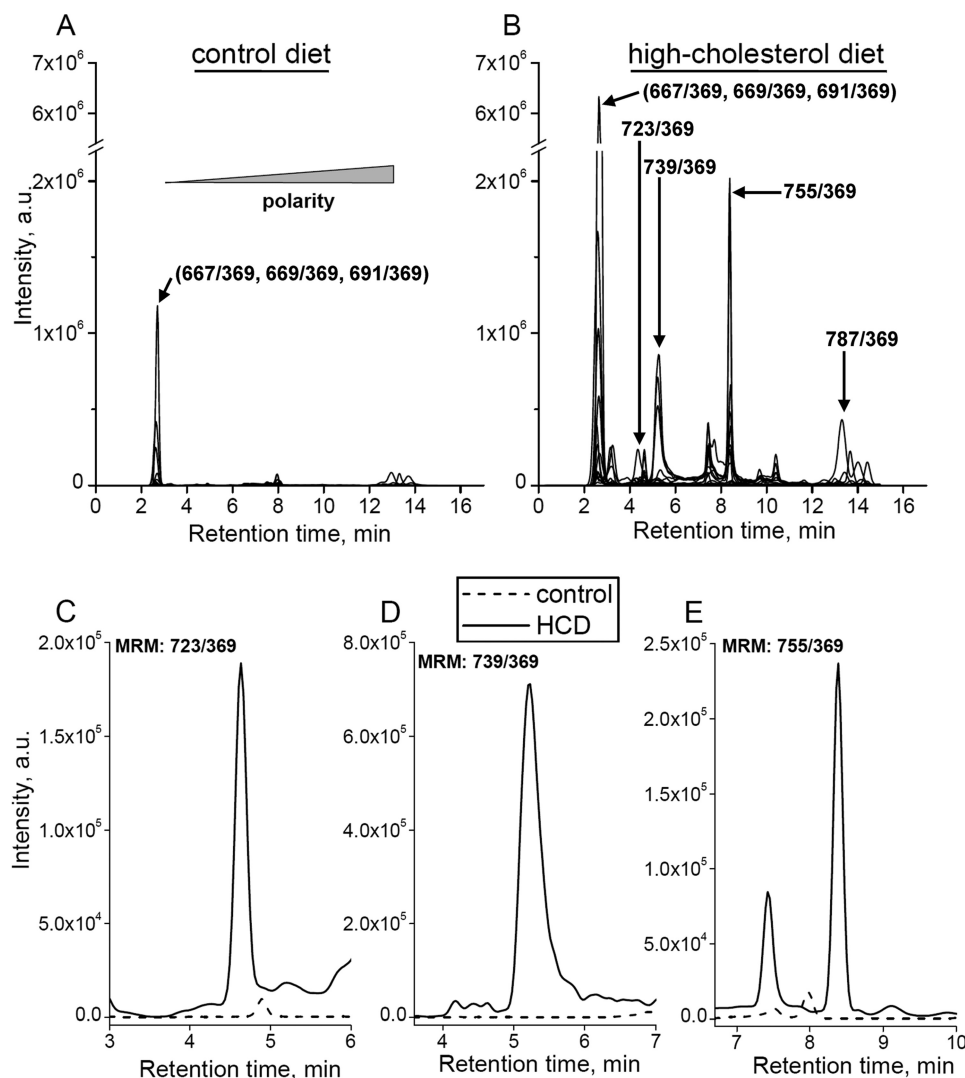 A
control diet
7x10⁶
6x10⁶
2x10⁶
1x10⁶
0
Intensity, a.u.
polarity
(667/369, 669/369, 691/369)
0 2 4 6 8 10 12 14 16
Retention time, min
B
high-cholesterol diet
7x10⁶
6x10⁶
2x10⁶
1x10⁶
0
(667/369, 669/369, 691/369)
723/369
739/369
755/369
787/369
0 2 4 6 8 10 12 14 16
Retention time, min
control
HCD
C
MRM: 723/369
2.0x10⁵
1.5x10⁵
1.0x10⁵
5.0x10⁴
0.0
Intensity, a.u.
3 4 5 6
Retention time, min
D
MRM: 739/369
8.0x10⁵
6.0x10⁵
4.0x10⁵
2.0x10⁵
0.0
4 5 6 7
Retention time, min
E
MRM: 755/369
2.5x10⁵
2.0x10⁵
1.5x10⁵
1.0x10⁵
5.0x10⁴
0.0
7 8 9 10
Retention time, min